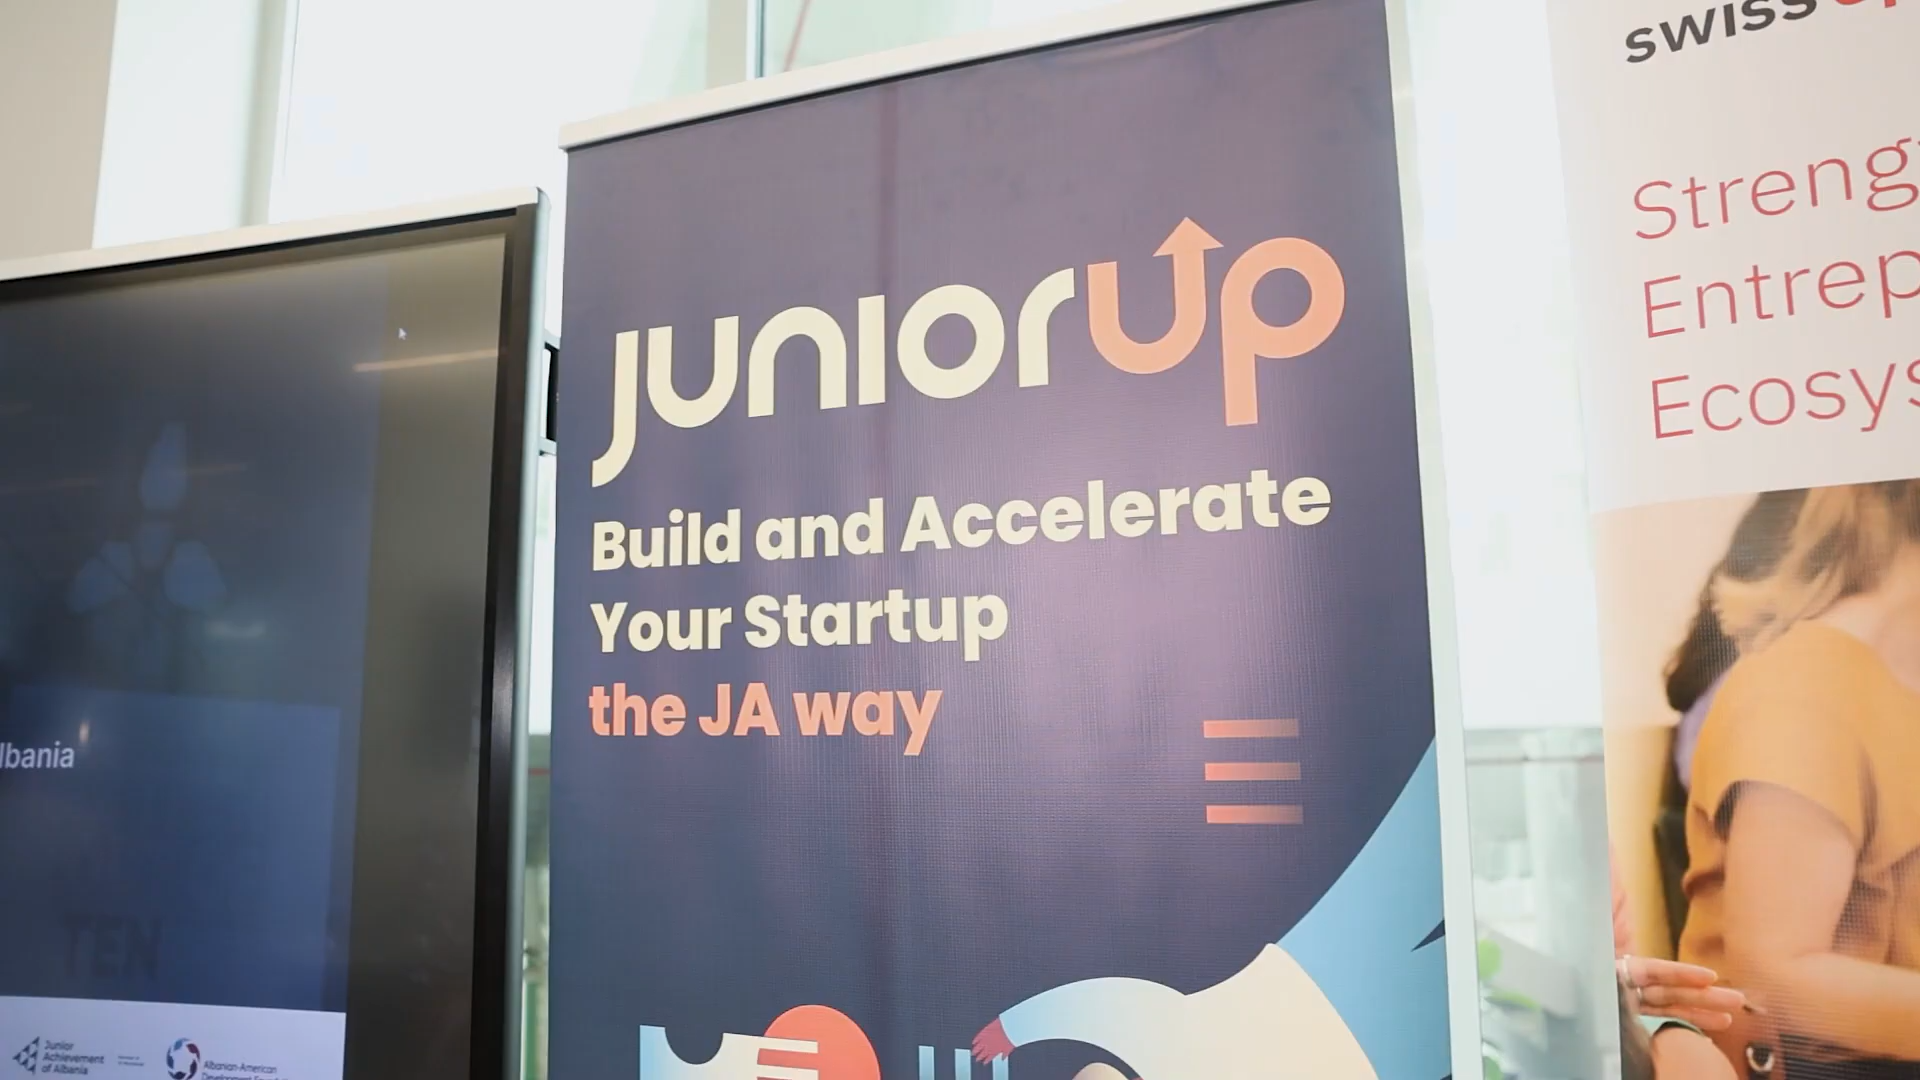 JUNIORUP
Build and Accelerate
Your Startup
the JA way
swiss
Streng
Entrep
Ecosys
lbania
TEN
Junior
Achievement
of Albania
Albanian-American